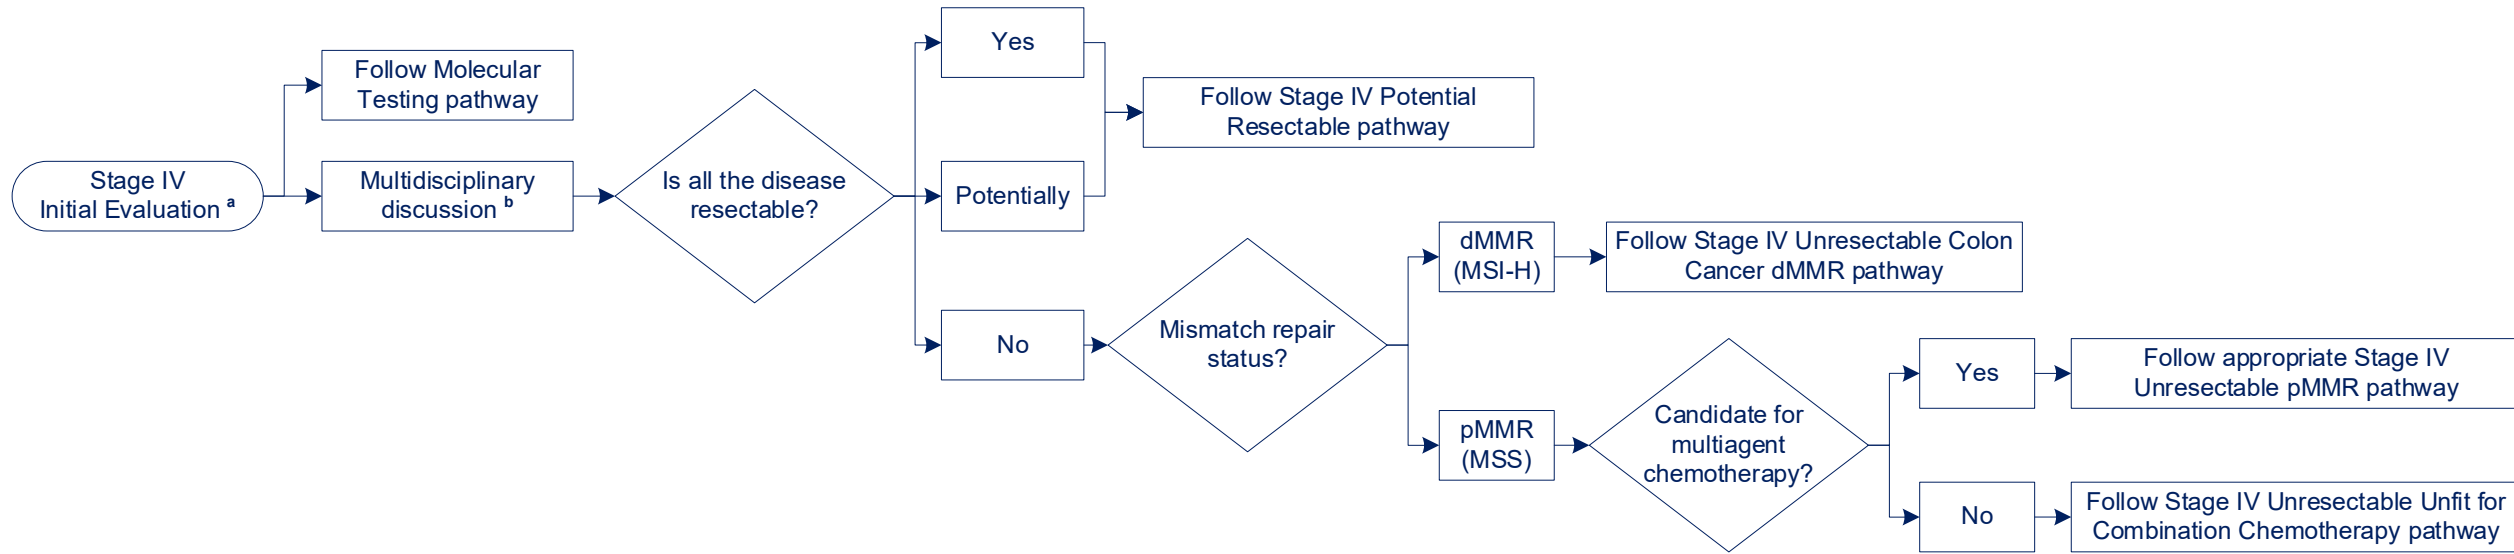 Stage IV
Initial Evaluation a
Follow Molecular
Testing pathway
Multidisciplinary
discussion b
Is all the disease
resectable?
Yes
Potentially
No
Follow Stage IV Potential
Resectable pathway
Mismatch repair
status?
dMMR
(MSI-H)
Follow Stage IV Unresectable Colon
Cancer dMMR pathway
pMMR
(MSS)
Candidate for
multiagent
chemotherapy?
Yes
Follow appropriate Stage IV
Unresectable pMMR pathway
No
Follow Stage IV Unresectable Unfit for
Combination Chemotherapy pathway